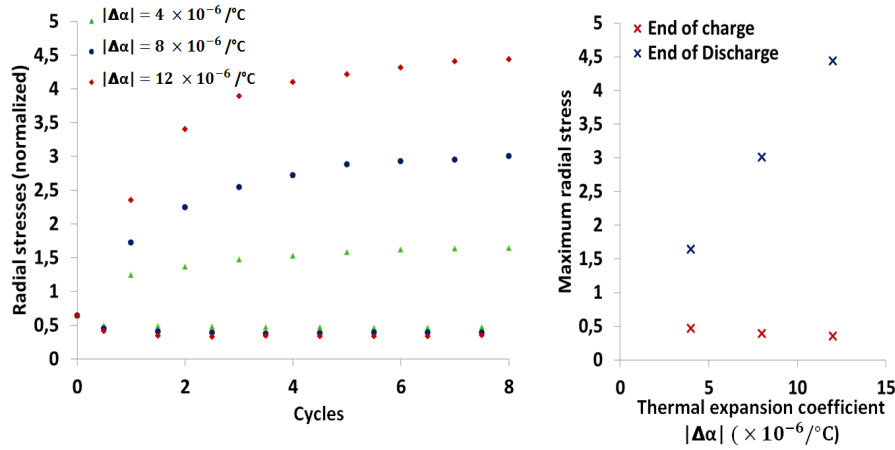 |Δα| = 4 ×10⁻⁶/°C
|Δα| = 8 ×10⁻⁶/°C
|Δα| = 12 ×10⁻⁶/°C
Radial stresses (normalized)
5
4,5
4
3,5
3
2,5
2
1,5
1
0,5
0
0 2 4 6 8
Cycles
End of charge
End of Discharge
Maximum radial stress
5
4,5
4
3,5
3
2,5
2
1,5
1
0,5
0
0 5 10 15
Thermal expansion coefficient
|Δα| ( ×10⁻⁶/°C)